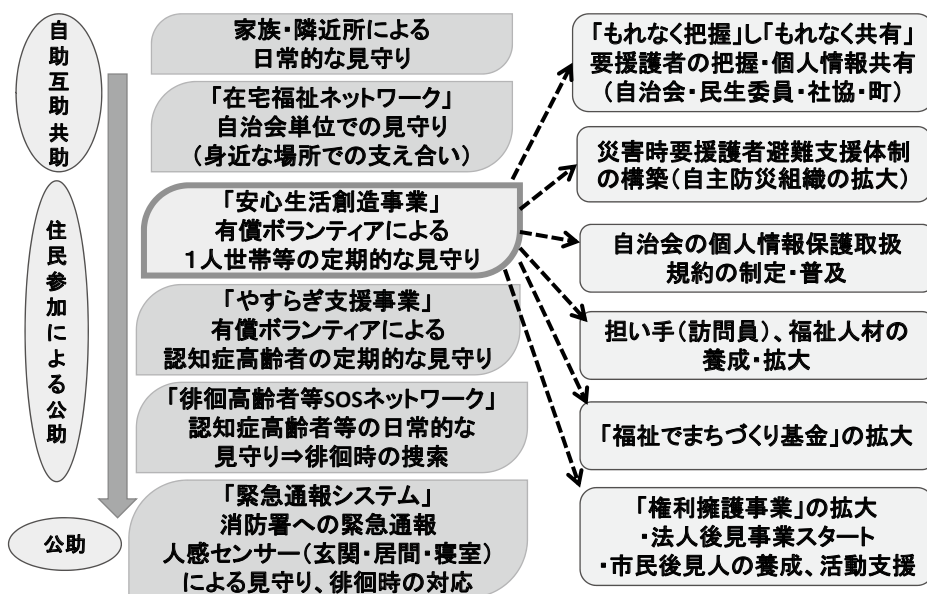 自助互助共助
住民参加による公助
公助
家族・隣近所による
日常的な見守り
「在宅福祉ネットワーク」
自治会単位での見守り
（身近な場所での支え合い）
「安心生活創造事業」
有償ボランティアによる
１人世帯等の定期的な見守り
「やすらぎ支援事業」
有償ボランティアによる
認知症高齢者の定期的な見守り
「徘徊高齢者等SOSネットワーク」
認知症高齢者等の日常的な
見守り⇒徘徊時の捜索
「緊急通報システム」
消防署への緊急通報
人感センサー（玄関・居間・寝室）
による見守り、徘徊時の対応
「もれなく把握」し「もれなく共有」
要援護者の把握・個人情報共有
（自治会・民生委員・社協・町）
災害時要援護者避難支援体制
の構築（自主防災組織の拡大）
自治会の個人情報保護取扱
規約の制定・普及
担い手（訪問員）、福祉人材の
養成・拡大
「福祉でまちづくり基金」の拡大
「権利擁護事業」の拡大
・法人後見事業スタート
・市民後見人の養成、活動支援